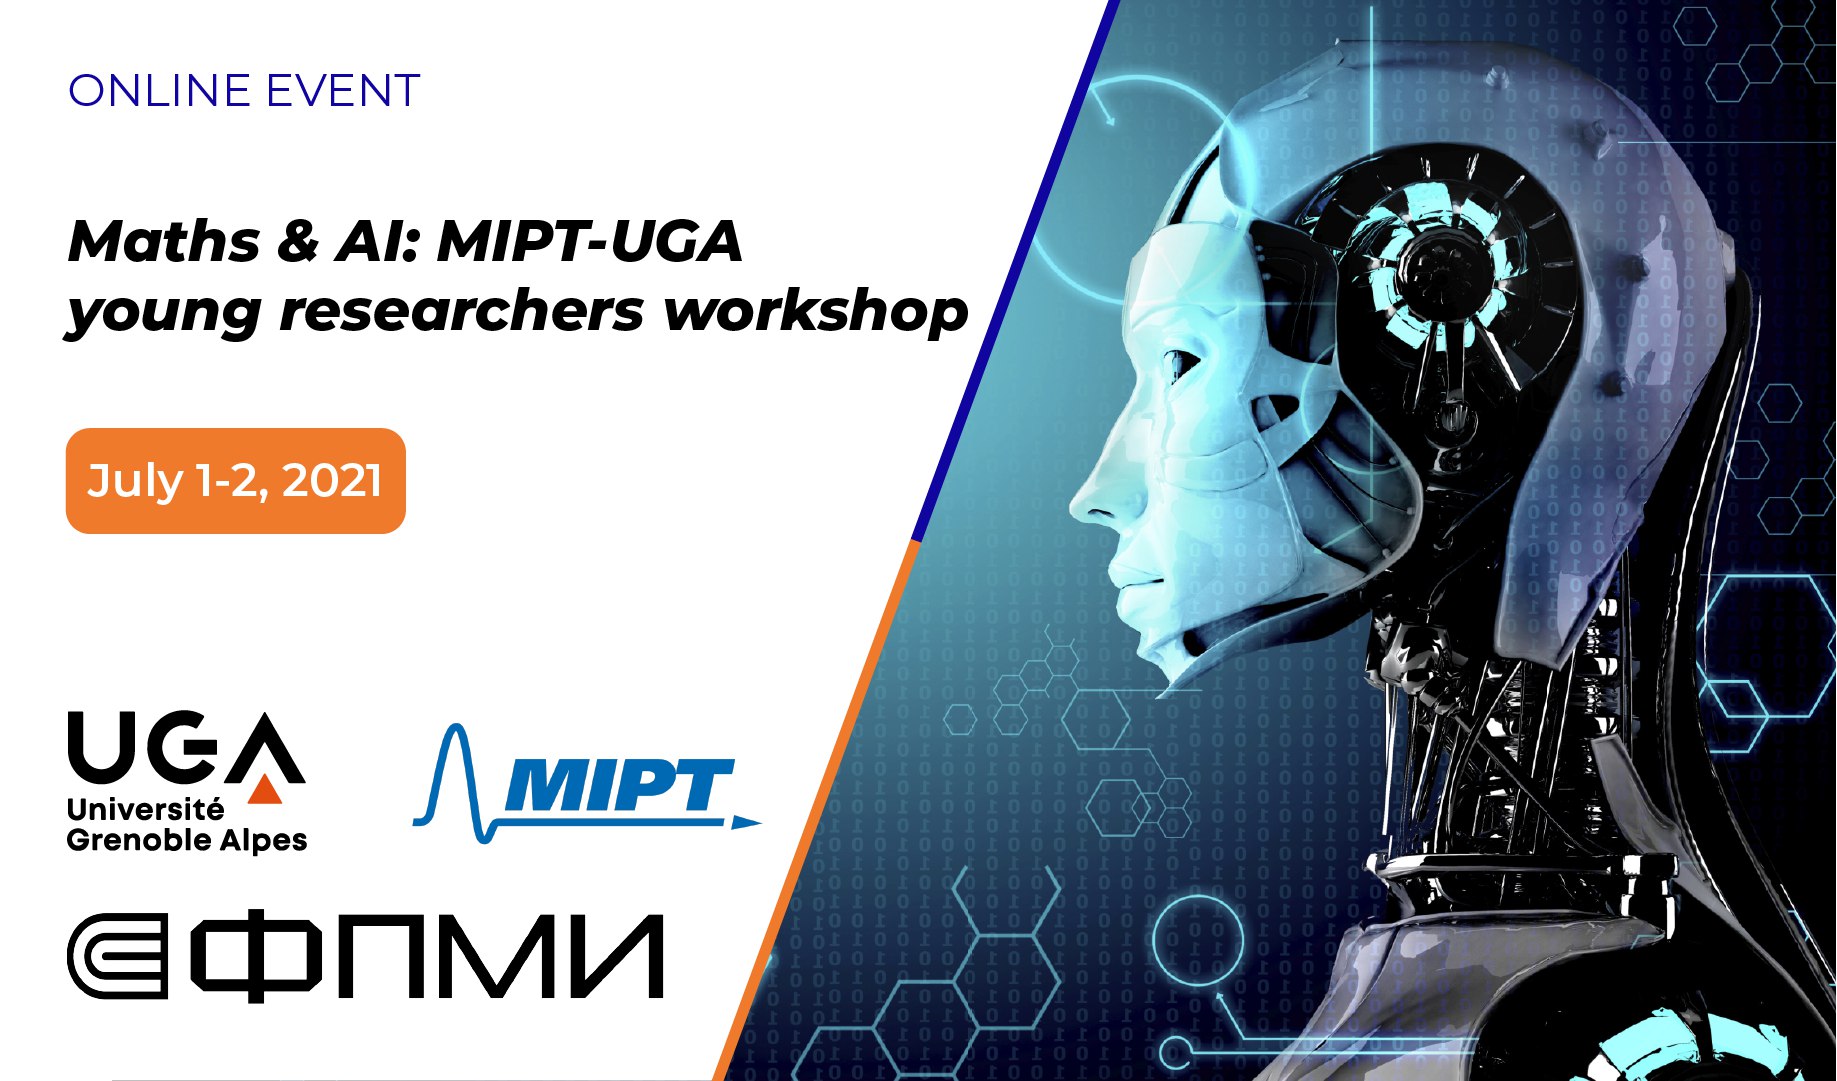 ONLINE EVENT
Maths & AI: MIPT-UGA
young researchers workshop
July 1-2, 2021
UGA
Université
Grenoble Alpes
MIPT
ФПМИ